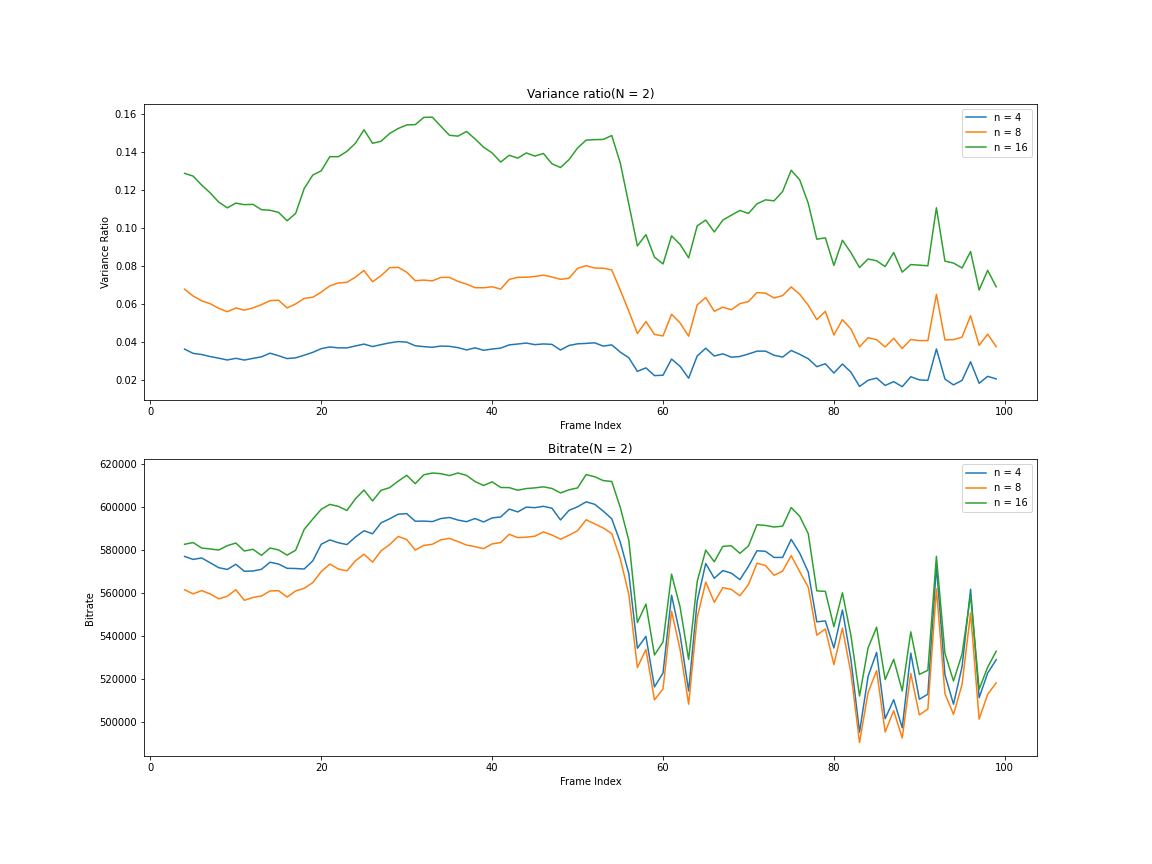 Variance ratio(N = 2)
Variance Ratio
0.16
0.14
0.12
0.10
0.08
0.06
0.04
0.02
n = 4
n = 8
n = 16
0 20 40 60 80 100
Frame Index
Bitrate(N = 2)
Bitrate
620000
600000
580000
560000
540000
520000
500000
n = 4
n = 8
n = 16
0 20 40 60 80 100
Frame Index